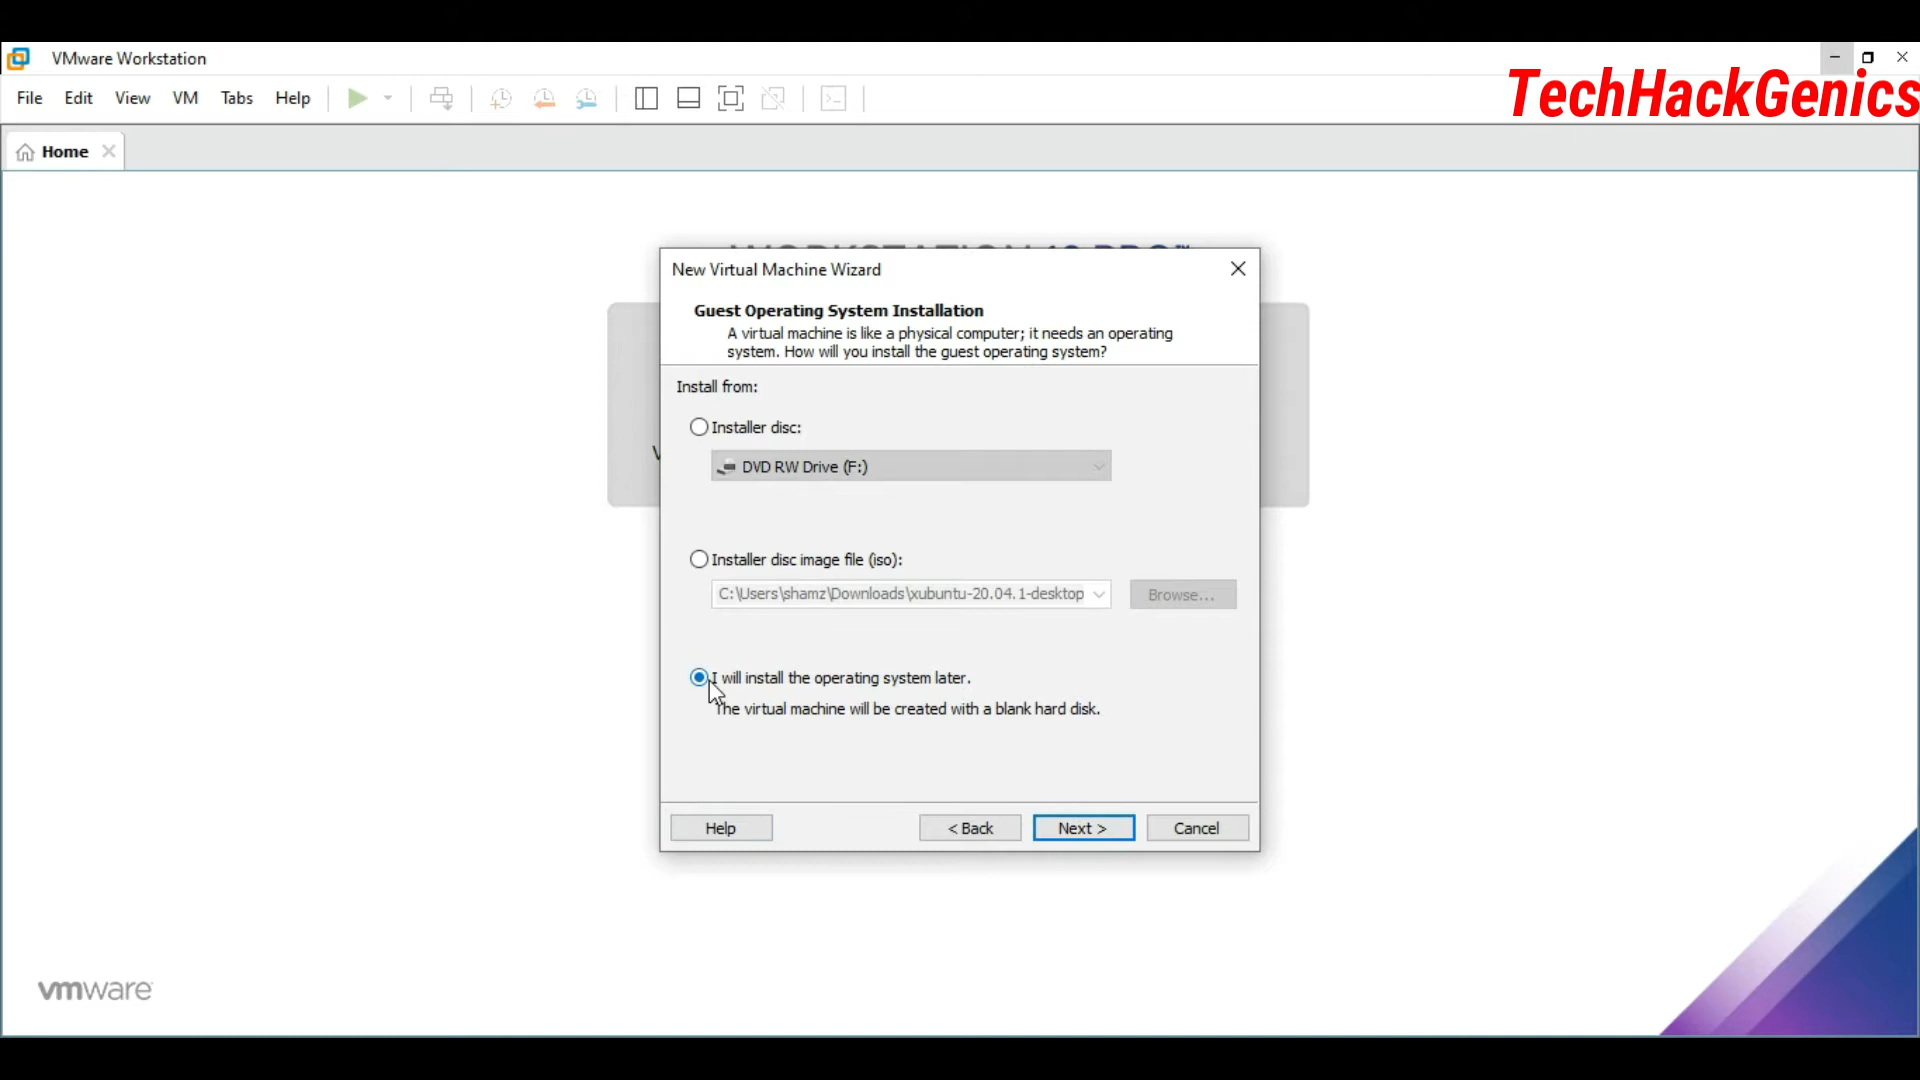 VMware Workstation
File Edit View VM Tabs Help
TechHackGenics
Home
New Virtual Machine Wizard
Guest Operating System Installation
A virtual machine is like a physical computer; it needs an operating
system. How will you install the guest operating system?
Install from:
Installer disc:
DVD RW Drive (F:)
Installer disc image file (iso):
C:\Users\shamz\Downloads\xubuntu-20.04.1-desktop
Browse...
I will install the operating system later.
The virtual machine will be created with a blank hard disk.
Help < Back Next > Cancel
vmware